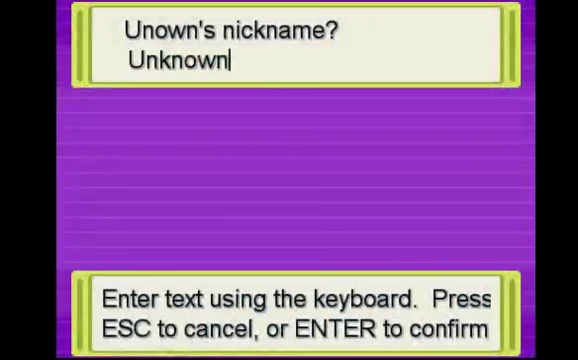 Unown's nickname?
Unknown
Enter text using the keyboard.  Press
ESC to cancel, or ENTER to confirm